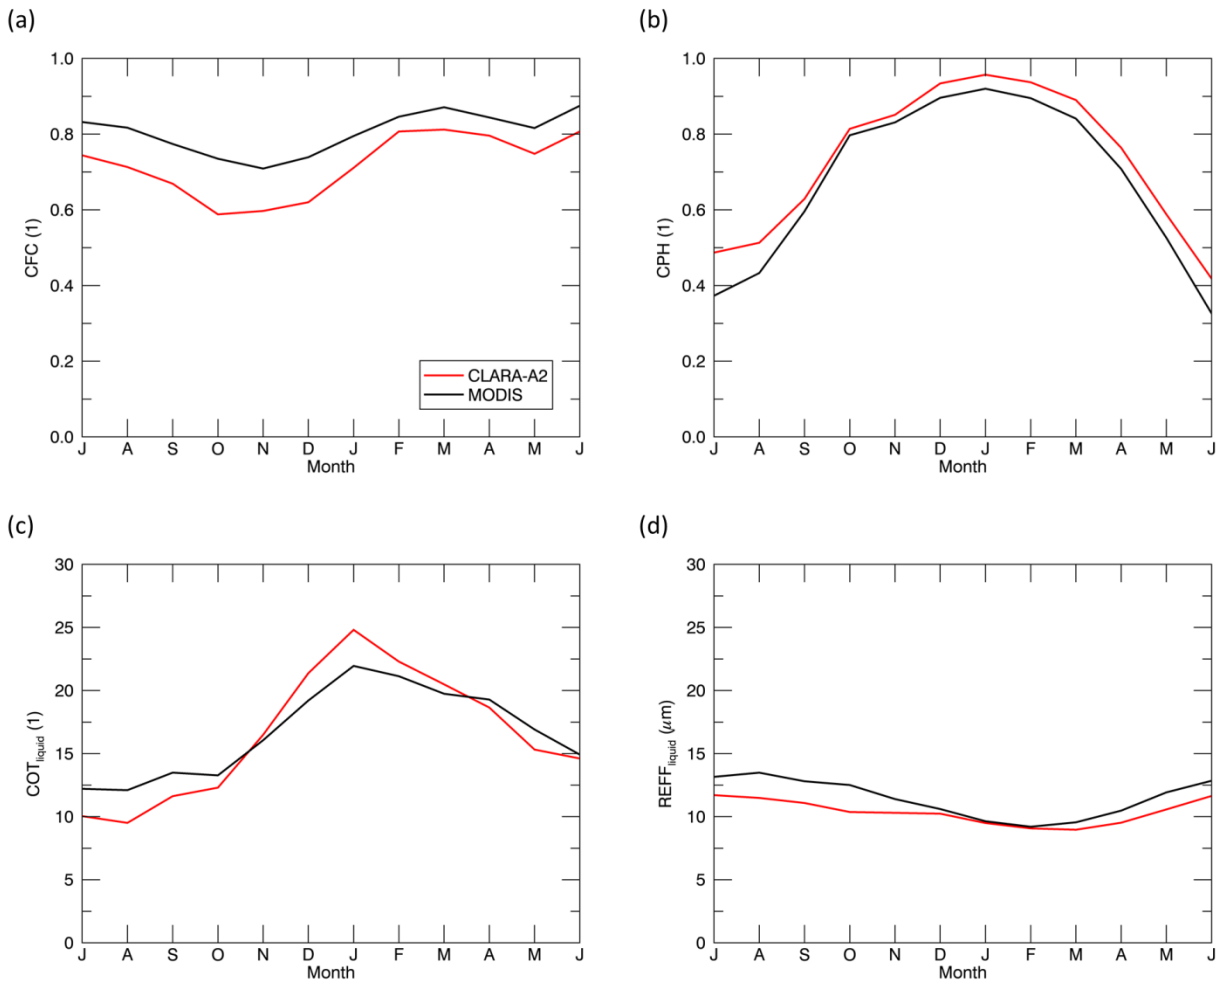 (a)
(b)
1.0
0.8
0.6
0.4
0.2
0.0
CFC (1)
CLARA-A2
MODIS
J A S O N D J F M A M J
Month
1.0
0.8
0.6
0.4
0.2
0.0
CPH (1)
J A S O N D J F M A M J
Month
(c)
(d)
30
25
20
15
10
5
0
COTliquid (1)
J A S O N D J F M A M J
Month
30
25
20
15
10
5
0
REFFliquid (μm)
J A S O N D J F M A M J
Month